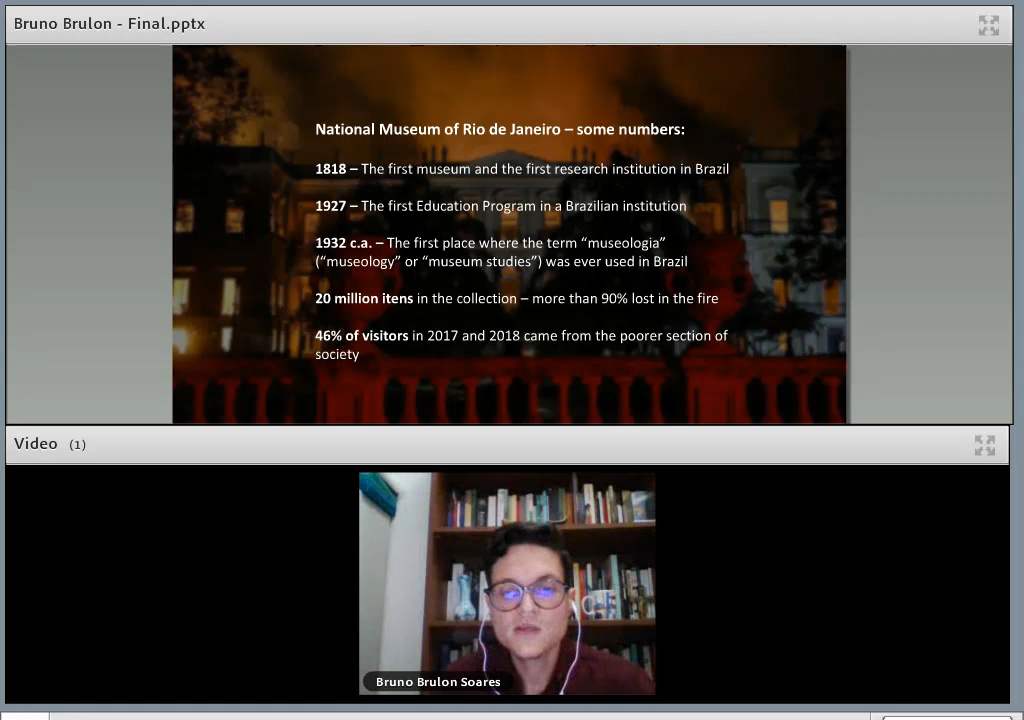 Bruno Brulon - Final.pptx
National Museum of Rio de Janeiro – some numbers:
1818 – The first museum and the first research institution in Brazil
1927 – The first Education Program in a Brazilian institution
1932 c.a. – The first place where the term “museologia”
(“museology” or “museum studies”) was ever used in Brazil
20 million itens in the collection – more than 90% lost in the fire
46% of visitors in 2017 and 2018 came from the poorer section of
society
Video (1)
Bruno Brulon Soares